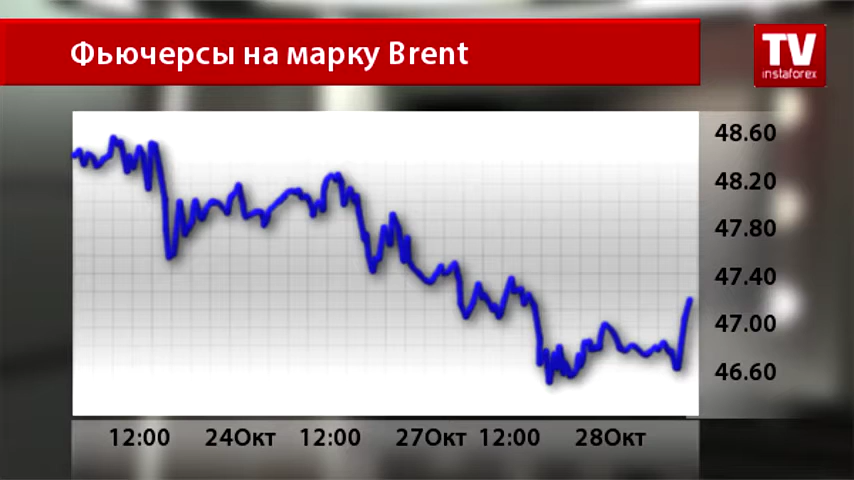 Фьючерсы на марку Brent
TV
instaforex
48.60
48.20
47.80
47.40
47.00
46.60
12:00 24Окт 12:00 27Окт 12:00 28Окт